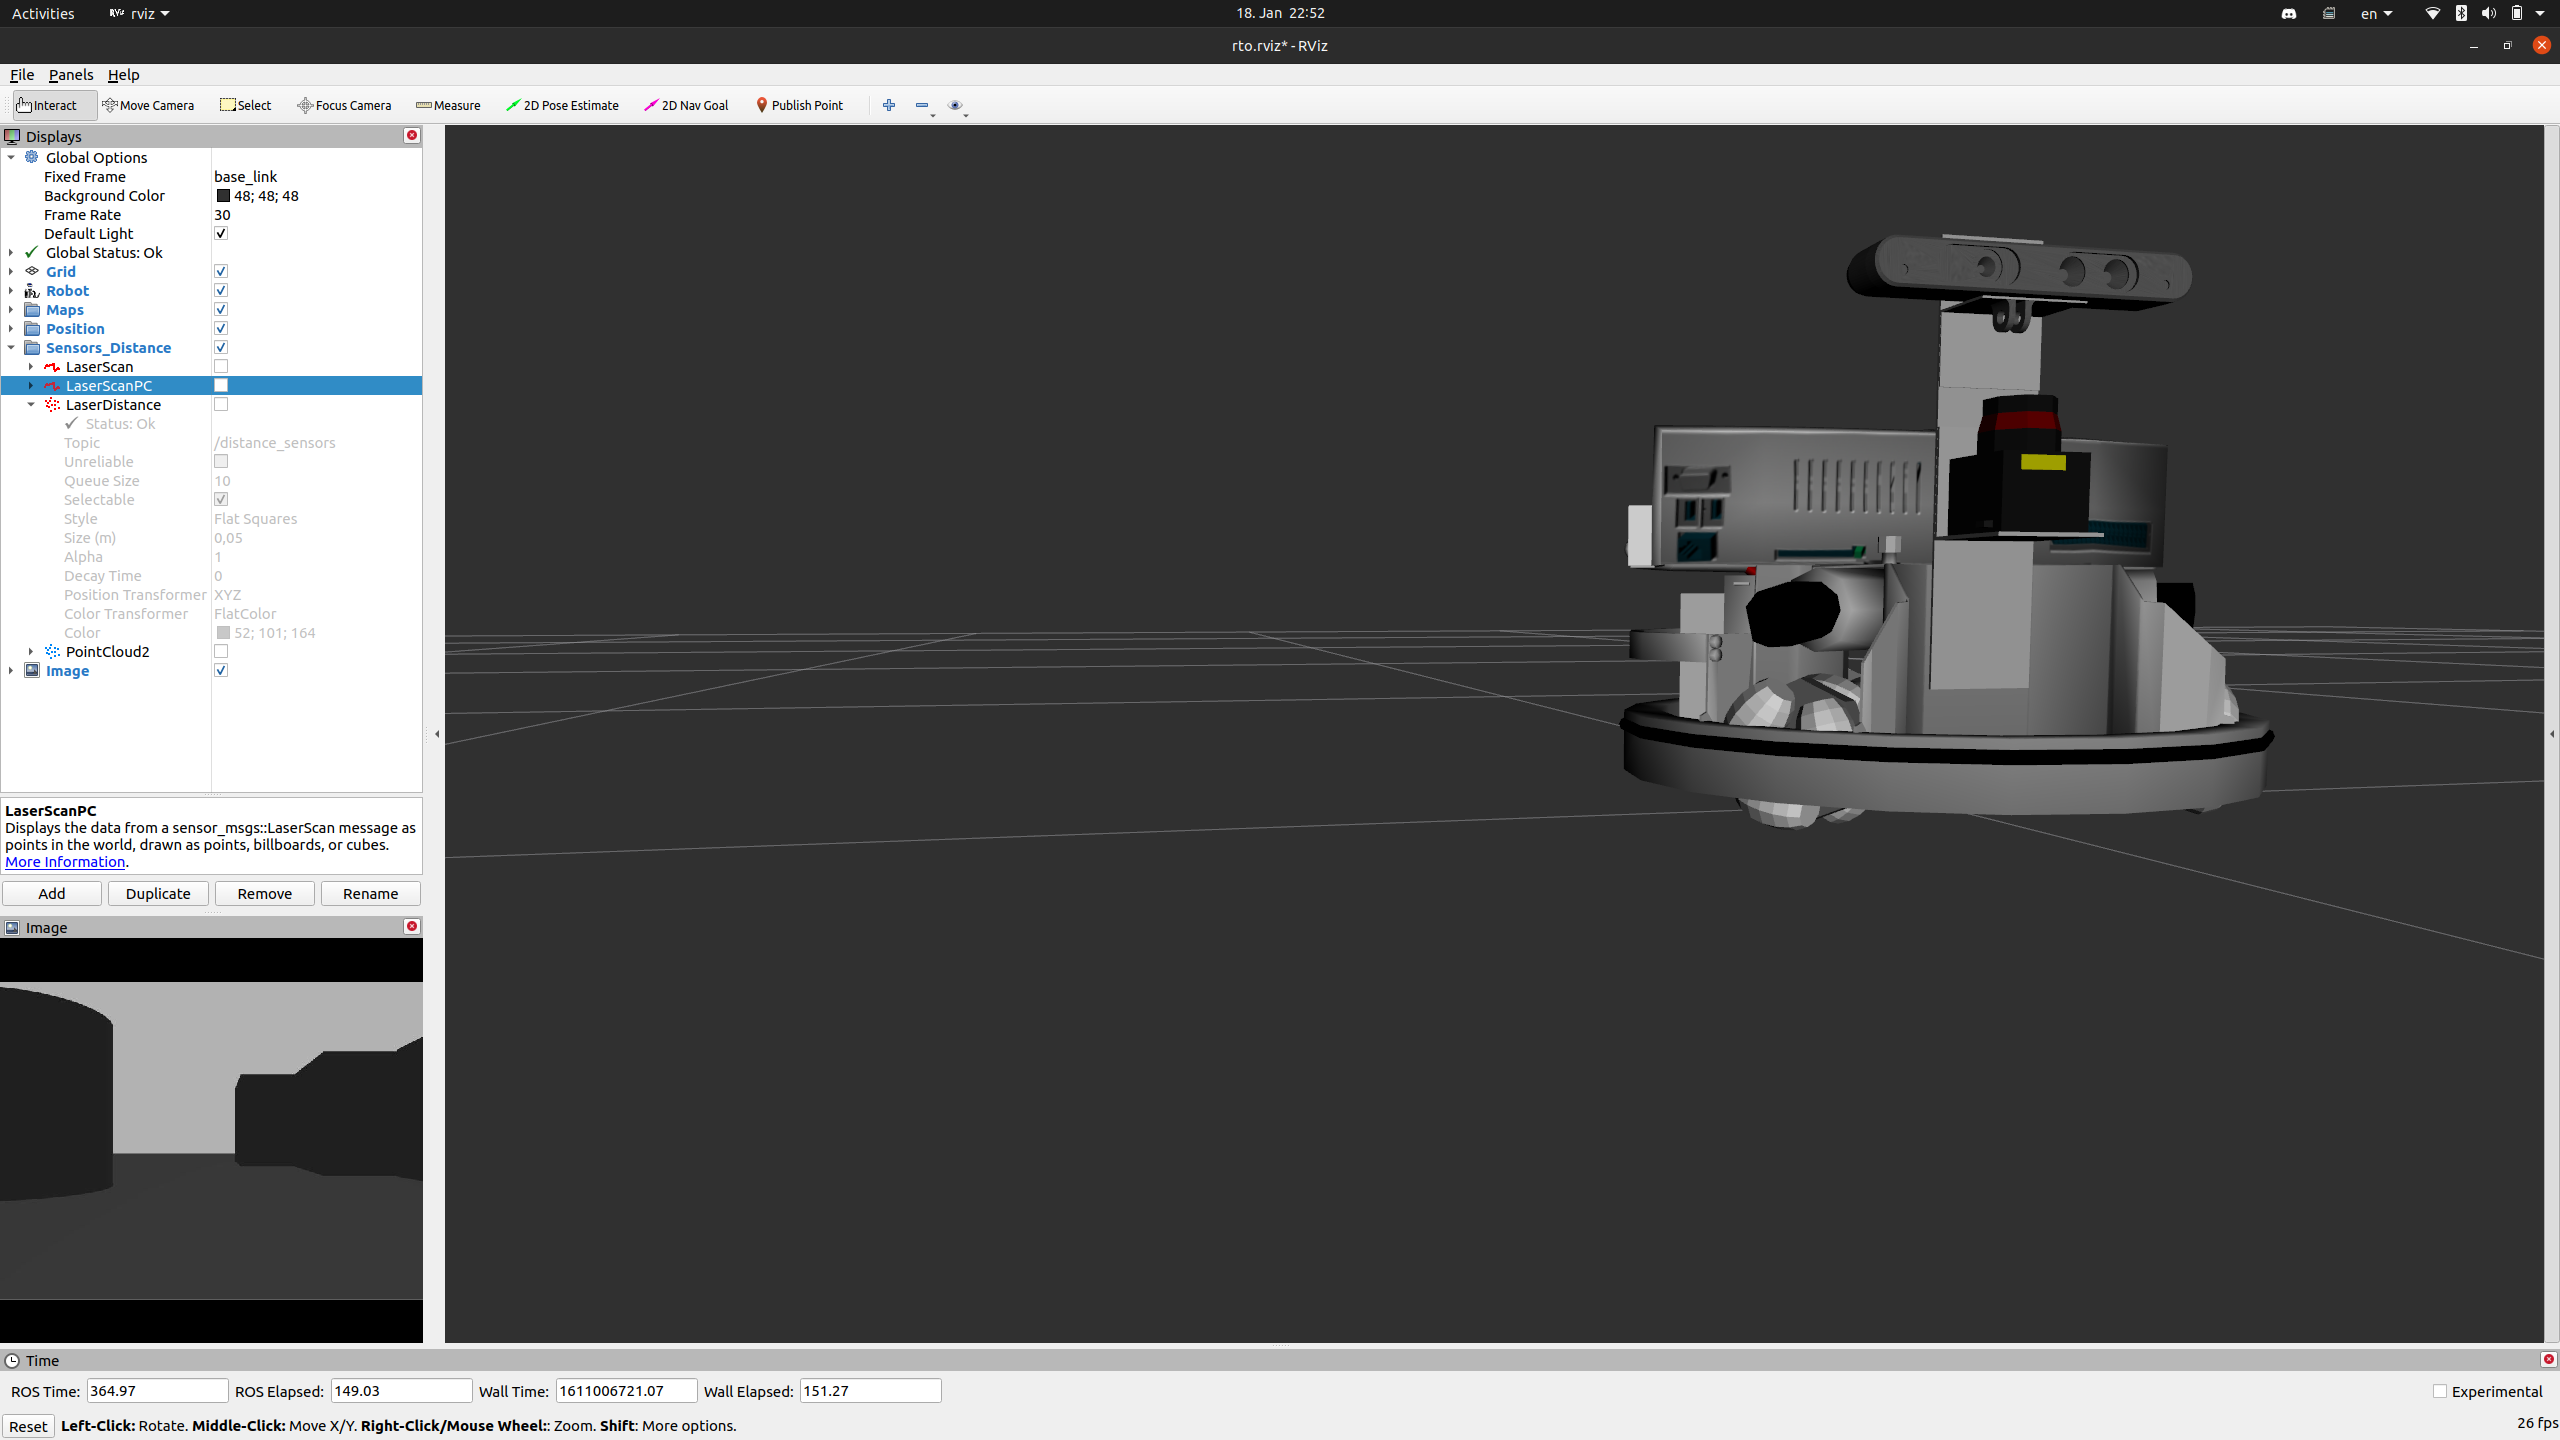 Activities rviz 18. Jan 22:52 en
rto.rviz* - RViz
File Panels Help
Interact Move Camera Select Focus Camera Measure 2D Pose Estimate 2D Nav Goal Publish Point
Displays
Global Options
Fixed Frame base_link
Background Color 48; 48; 48
Frame Rate 30
Default Light
Global Status: Ok
Grid
Robot
Maps
Position
Sensors_Distance
LaserScan
LaserScanPC
LaserDistance
Status: Ok
Topic /distance_sensors
Unreliable
Queue Size 10
Selectable
Style Flat Squares
Size (m) 0,05
Alpha 1
Decay Time 0
Position Transformer XYZ
Color Transformer FlatColor
Color 52; 101; 164
PointCloud2
Image
LaserScanPC
Displays the data from a sensor_msgs::LaserScan message as
points in the world, drawn as points, billboards, or cubes.
More Information.
Add Duplicate Remove Rename
Image
Time
ROS Time: 364.97 ROS Elapsed: 149.03 Wall Time: 1611006721.07 Wall Elapsed: 151.27 Experimental
Reset Left-Click: Rotate. Middle-Click: Move X/Y. Right-Click/Mouse Wheel:: Zoom. Shift: More options. 26 fps